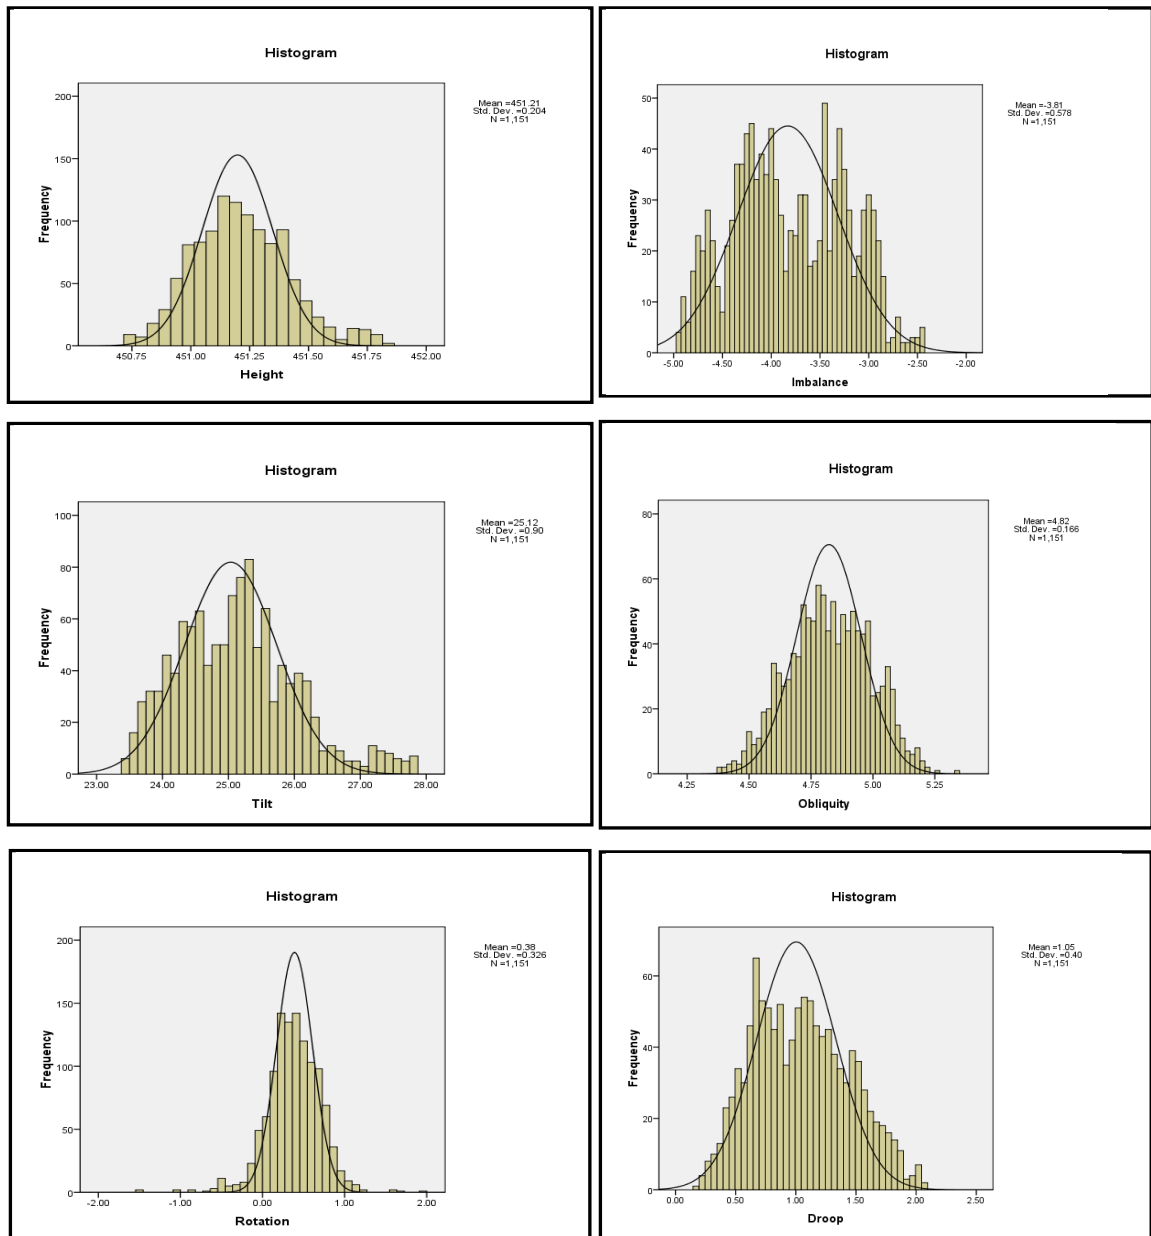 Histogram
Mean =451.21
Std. Dev. =0.204
N =1,151
200
150
100
50
0
Frequency
450.75 451.00 451.25 451.50 451.75 452.00
Height
Histogram
Mean =-3.81
Std. Dev. =0.578
N =1,151
50
40
30
20
10
0
Frequency
-5.00 -4.50 -4.00 -3.50 -3.00 -2.50 -2.00
Imbalance
Histogram
Mean =25.12
Std. Dev. =0.90
N =1,151
100
80
60
40
20
0
Frequency
23.00 24.00 25.00 26.00 27.00 28.00
Tilt
Histogram
Mean =4.82
Std. Dev. =0.166
N =1,151
80
60
40
20
0
Frequency
4.25 4.50 4.75 5.00 5.25
Obliquity
Histogram
Mean =0.38
Std. Dev. =0.326
N =1,151
200
150
100
50
0
Frequency
-2.00 -1.00 0.00 1.00 2.00
Rotation
Histogram
Mean =1.05
Std. Dev. =0.40
N =1,151
60
40
20
0
Frequency
0.00 0.50 1.00 1.50 2.00 2.50
Droop